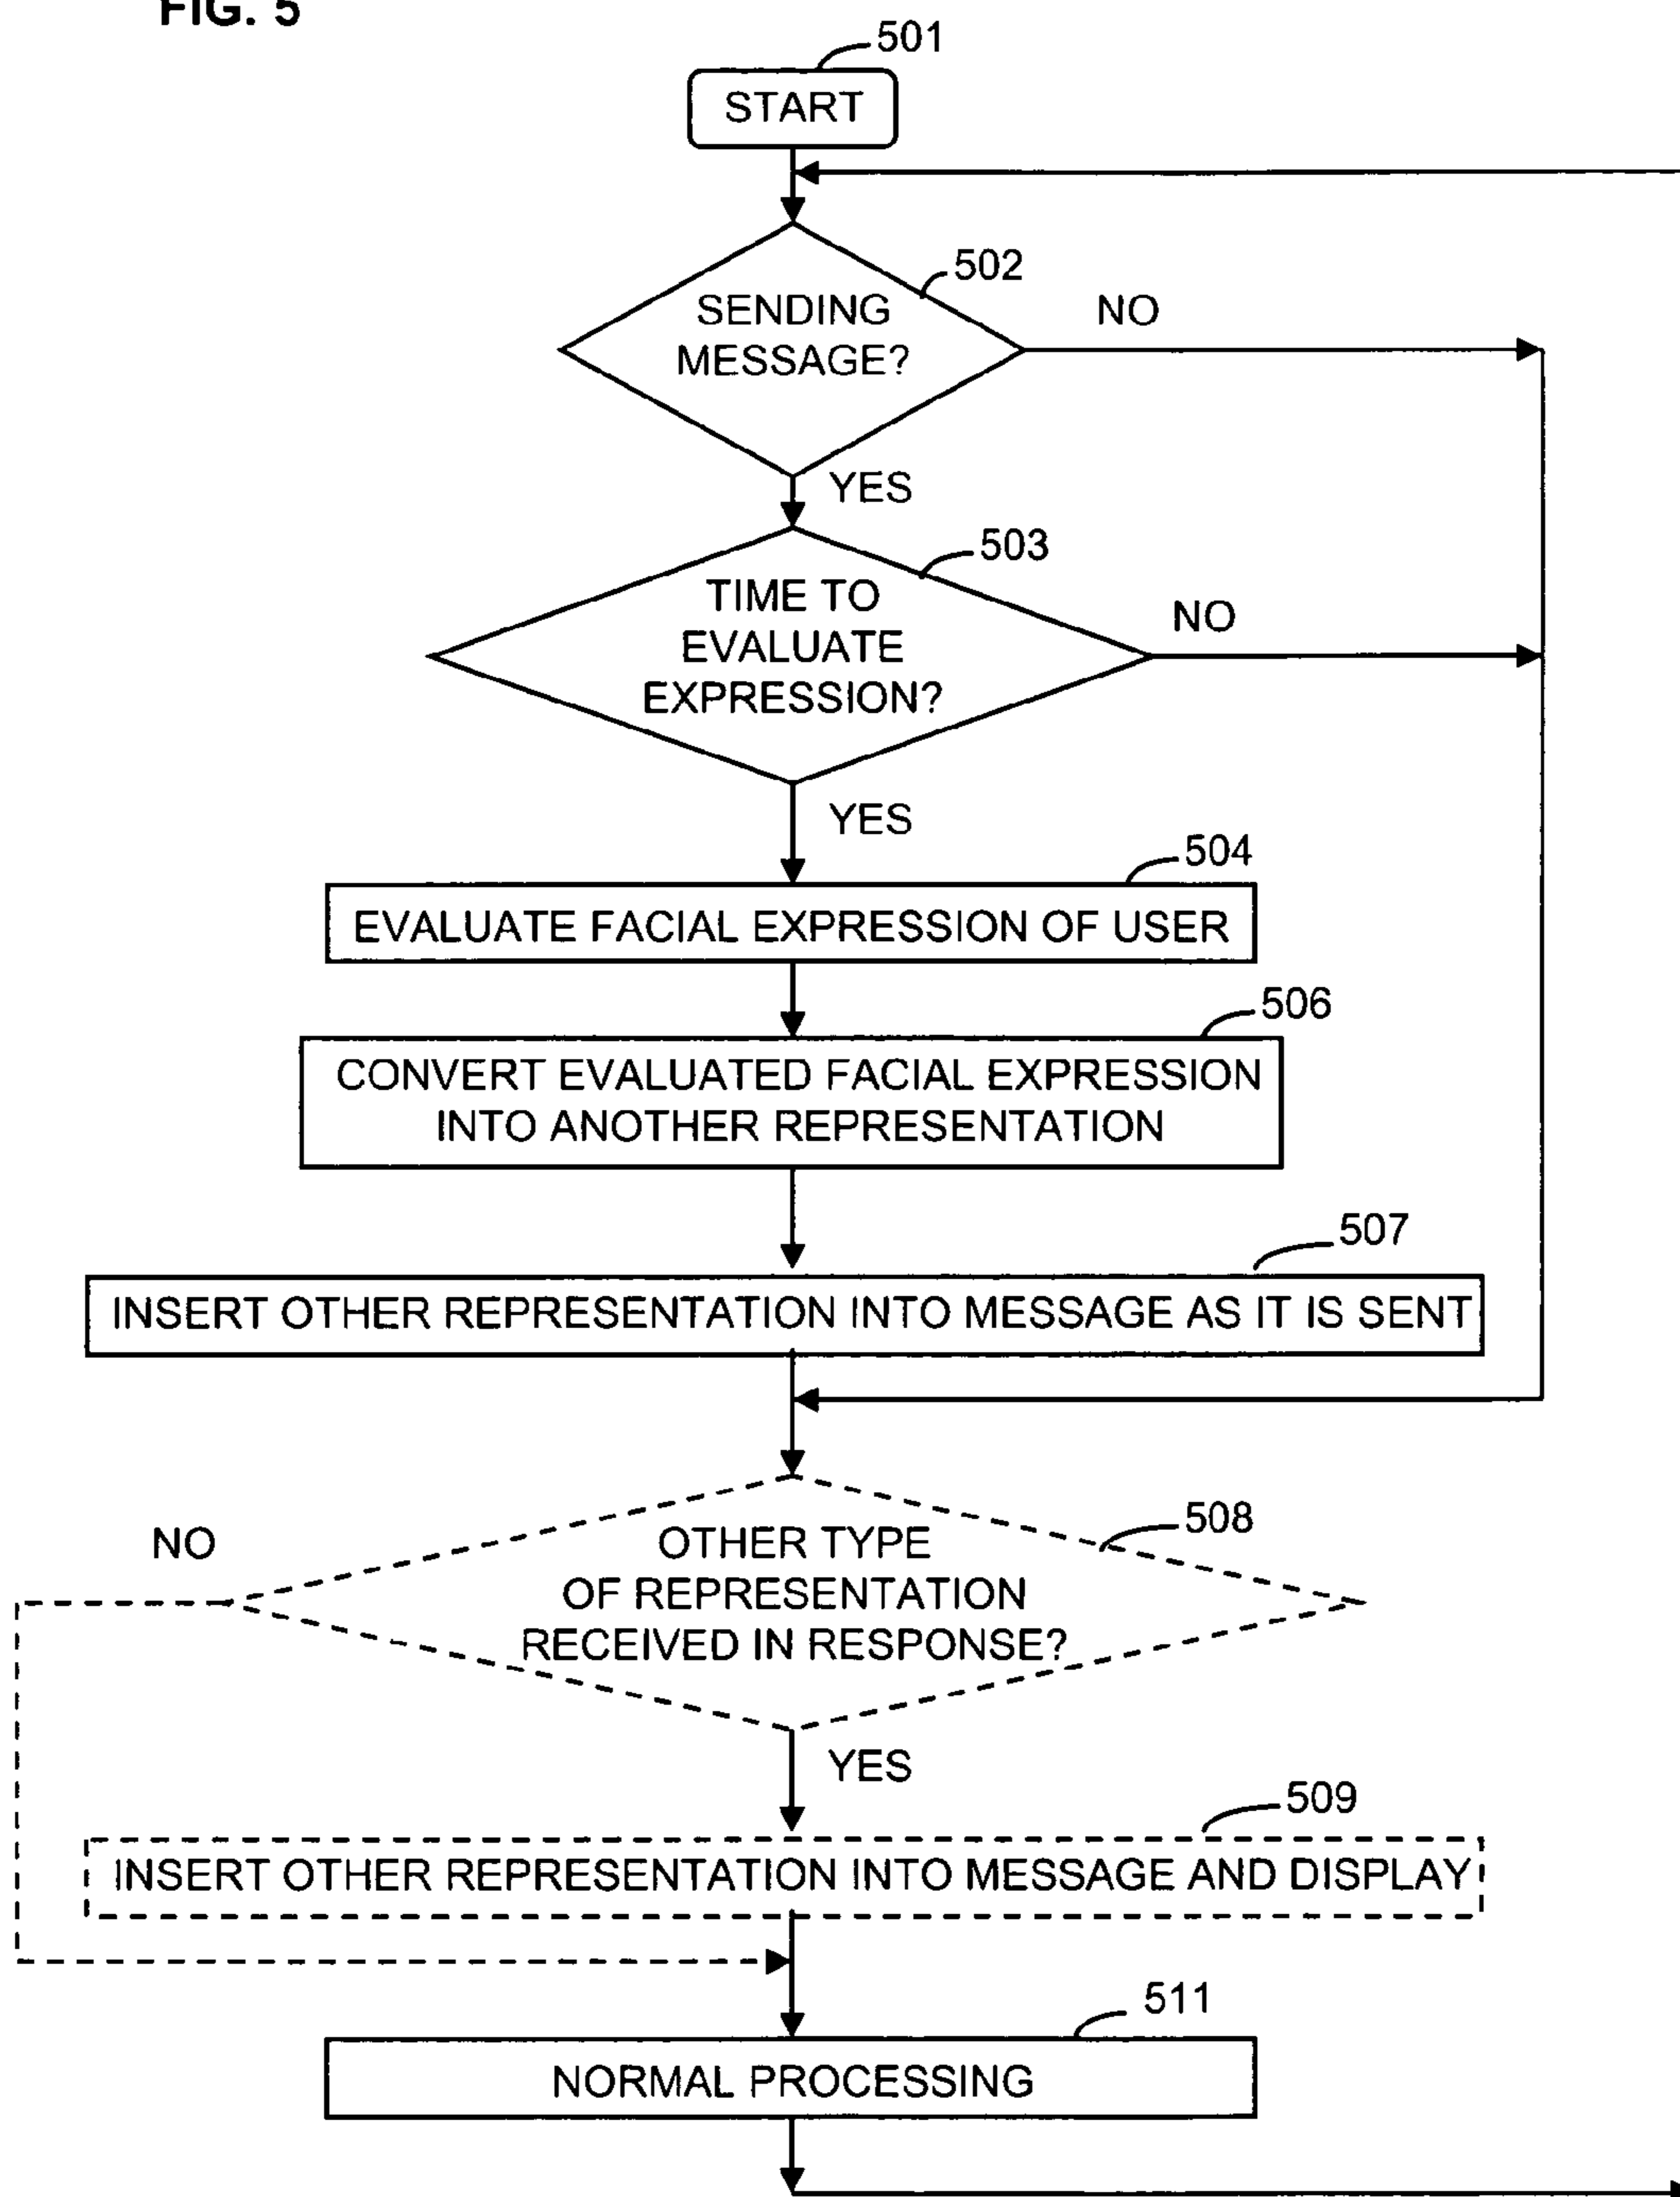 FIG. 5
501
START
502
SENDING
MESSAGE?
NO
YES
503
TIME TO
EVALUATE
EXPRESSION?
NO
YES
504
EVALUATE FACIAL EXPRESSION OF USER
506
CONVERT EVALUATED FACIAL EXPRESSION
INTO ANOTHER REPRESENTATION
507
INSERT OTHER REPRESENTATION INTO MESSAGE AS IT IS SENT
508
NO
OTHER TYPE
OF REPRESENTATION
RECEIVED IN RESPONSE?
YES
509
INSERT OTHER REPRESENTATION INTO MESSAGE AND DISPLAY
511
NORMAL PROCESSING